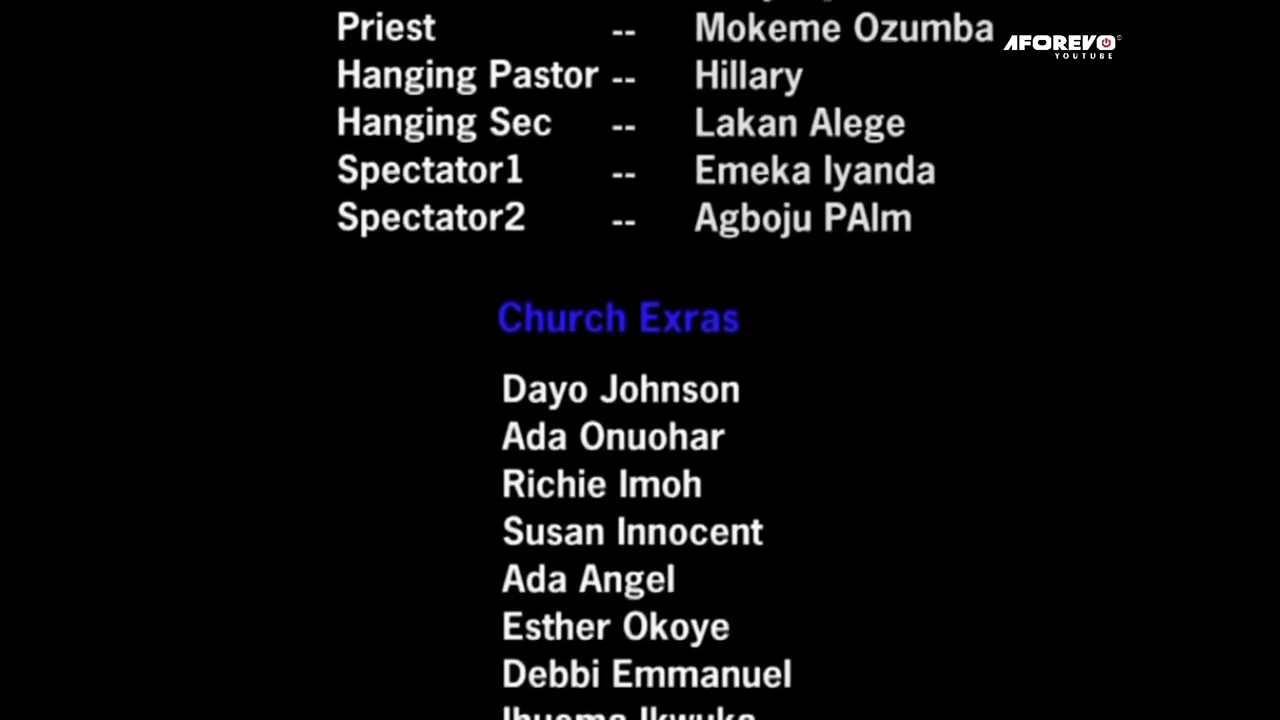 Priest -- Mokeme Ozumba
AFOREVO
YOUTUBE
Hanging Pastor -- Hillary
Hanging Sec -- Lakan Alege
Spectator1 -- Emeka Iyanda
Spectator2 -- Agboju PAlm
Church Exras
Dayo Johnson
Ada Onuohar
Richie Imoh
Susan Innocent
Ada Angel
Esther Okoye
Debbi Emmanuel